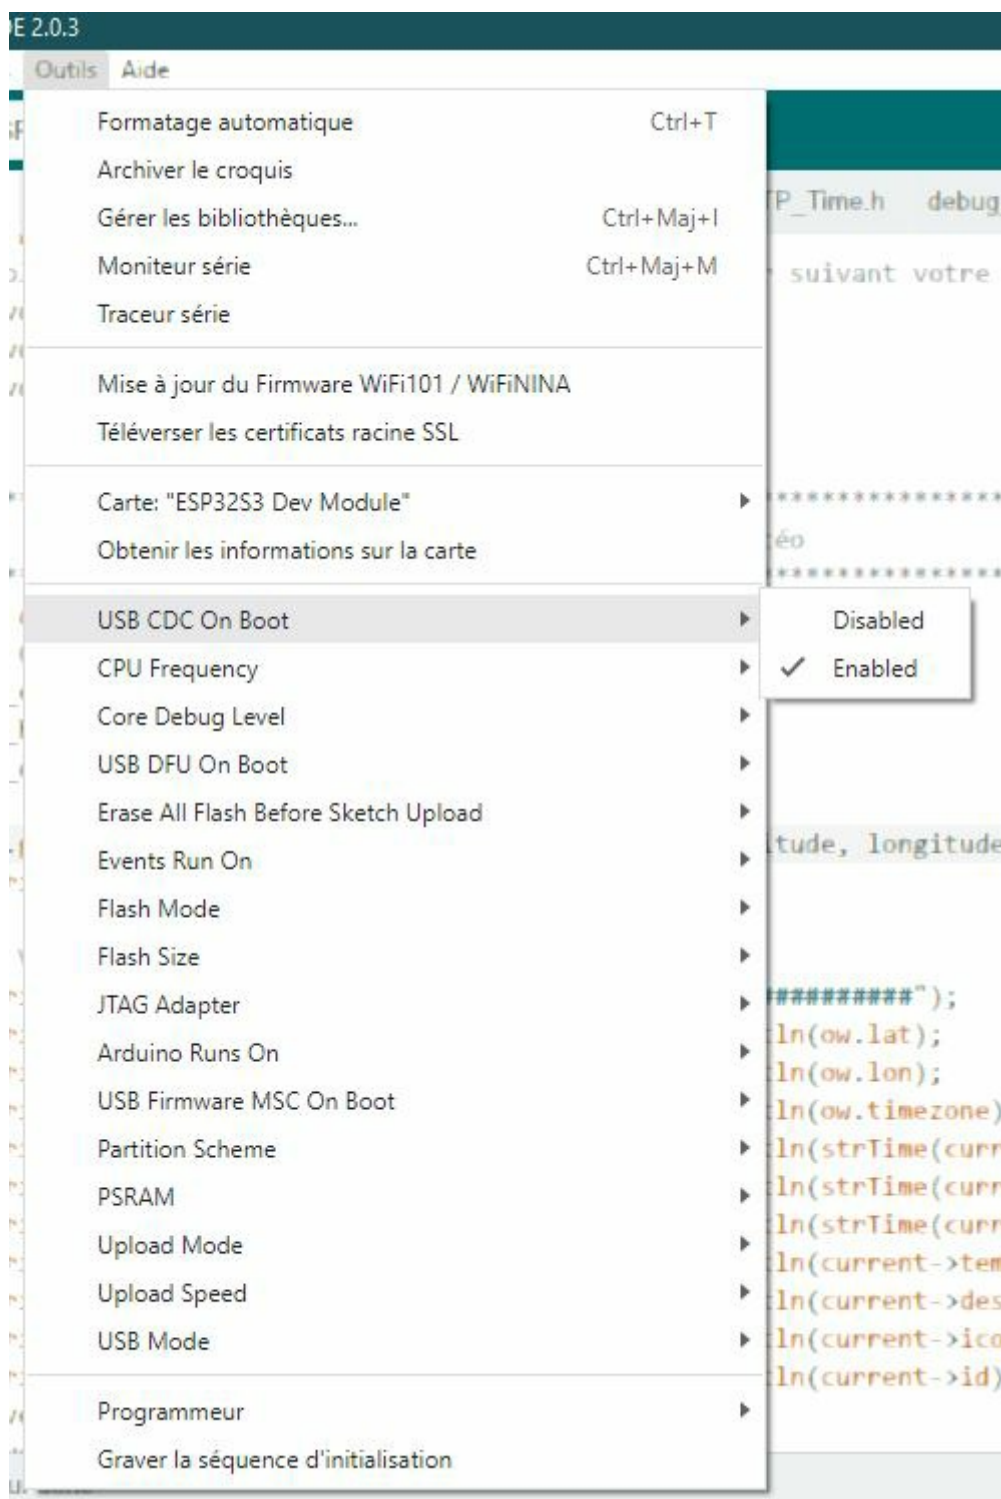 E 2.0.3
Outils Aide
Formatage automatique Ctrl+T
Archiver le croquis
Gérer les bibliothèques... Ctrl+Maj+I
TP_Time.h debug
Moniteur série Ctrl+Maj+M
suivant votre
Traceur série
Mise à jour du Firmware WiFi101 / WiFiNINA
Téléverser les certificats racine SSL
Carte: "ESP32S3 Dev Module"
******************
Obtenir les informations sur la carte
éo
******************
USB CDC On Boot
Disabled
CPU Frequency
Enabled
Core Debug Level
USB DFU On Boot
Erase All Flash Before Sketch Upload
tude, longitude
Events Run On
Flash Mode
Flash Size
JTAG Adapter
##########");
Arduino Runs On
ln(ow.lat);
ln(ow.lon);
USB Firmware MSC On Boot
ln(ow.timezone)
Partition Scheme
ln(strTime(curr
PSRAM
ln(strTime(curr
ln(strTime(curr
Upload Mode
ln(current->tem
Upload Speed
ln(current->des
USB Mode
ln(current->ico
ln(current->id)
Programmeur
Graver la séquence d'initialisation